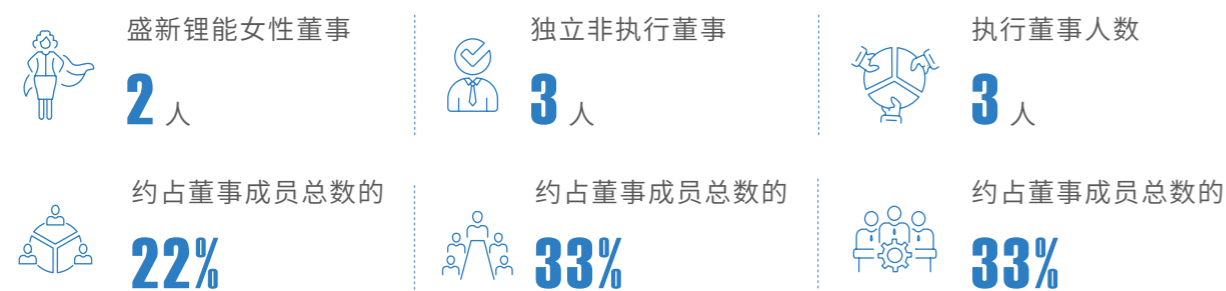 盛新锂能女性董事
2 人
独立非执行董事
3 人
执行董事人数
3 人
约占董事成员总数的
22%
约占董事成员总数的
33%
约占董事成员总数的
33%